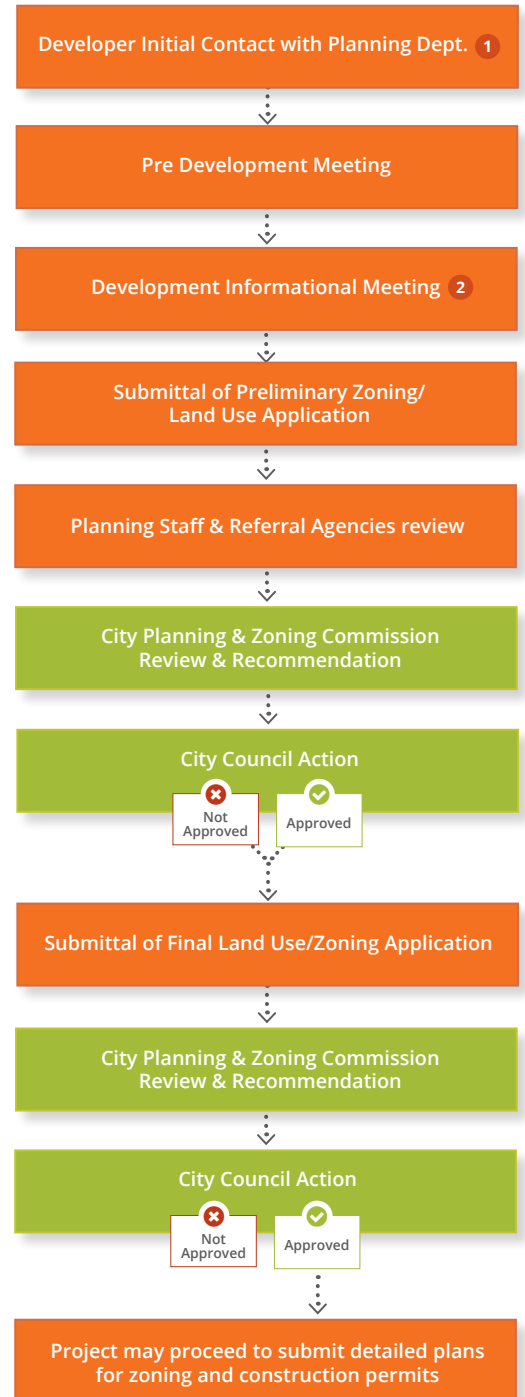 Developer Initial Contact with Planning Dept. 1
Pre Development Meeting
Development Informational Meeting 2
Submittal of Preliminary Zoning/
Land Use Application
Planning Staff & Referral Agencies review
City Planning & Zoning Commission
Review & Recommendation
City Council Action
Not
Approved
Approved
Submittal of Final Land Use/Zoning Application
City Planning & Zoning Commission
Review & Recommendation
City Council Action
Not
Approved
Approved
Project may proceed to submit detailed plans
for zoning and construction permits